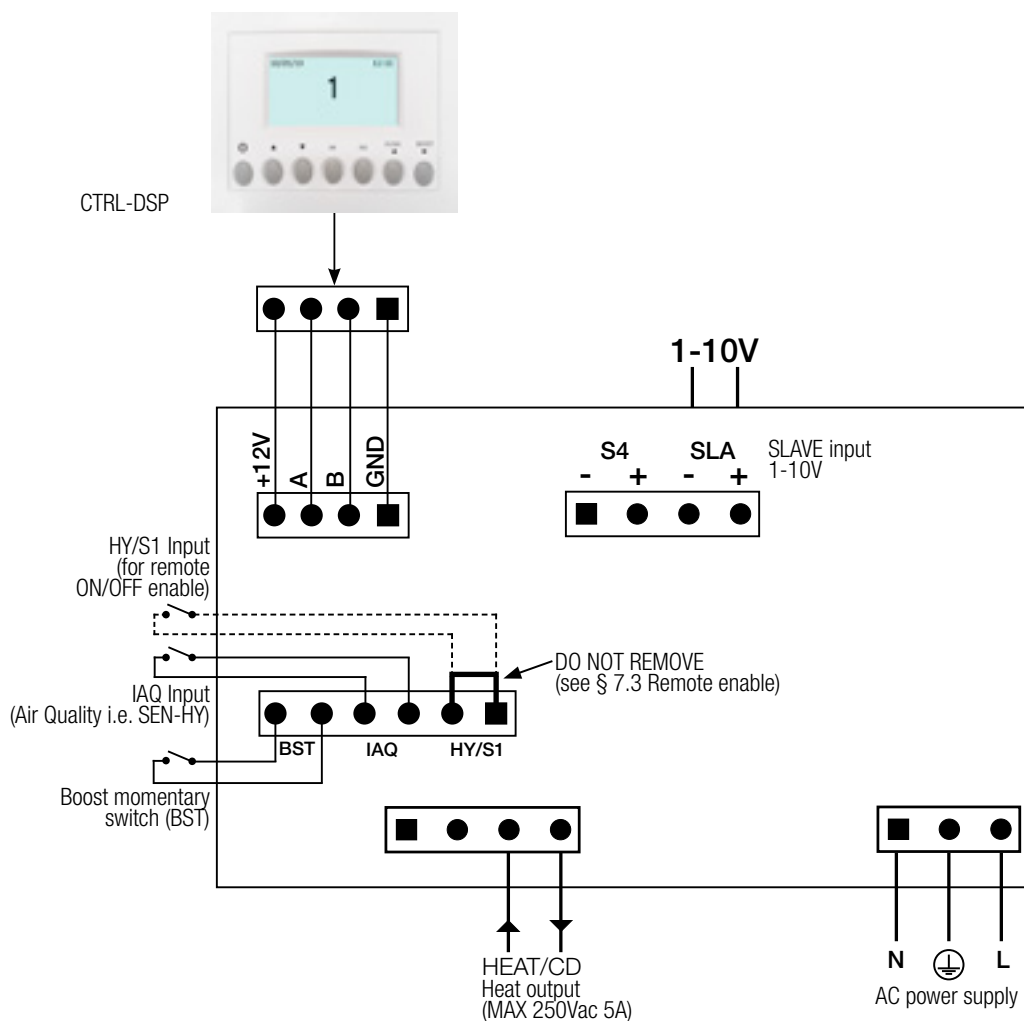 1
CTRL-DSP
1-10V
+12V
A
B
GND
S4
SLA
- + - +
SLAVE input
1-10V
HY/S1 Input
(for remote
ON/OFF enable)
DO NOT REMOVE
(see § 7.3 Remote enable)
IAQ Input
(Air Quality i.e. SEN-HY)
BST
IAQ
HY/S1
Boost momentary
switch (BST)
HEAT/CD
Heat output
(MAX 250Vac 5A)
N
L
AC power supply